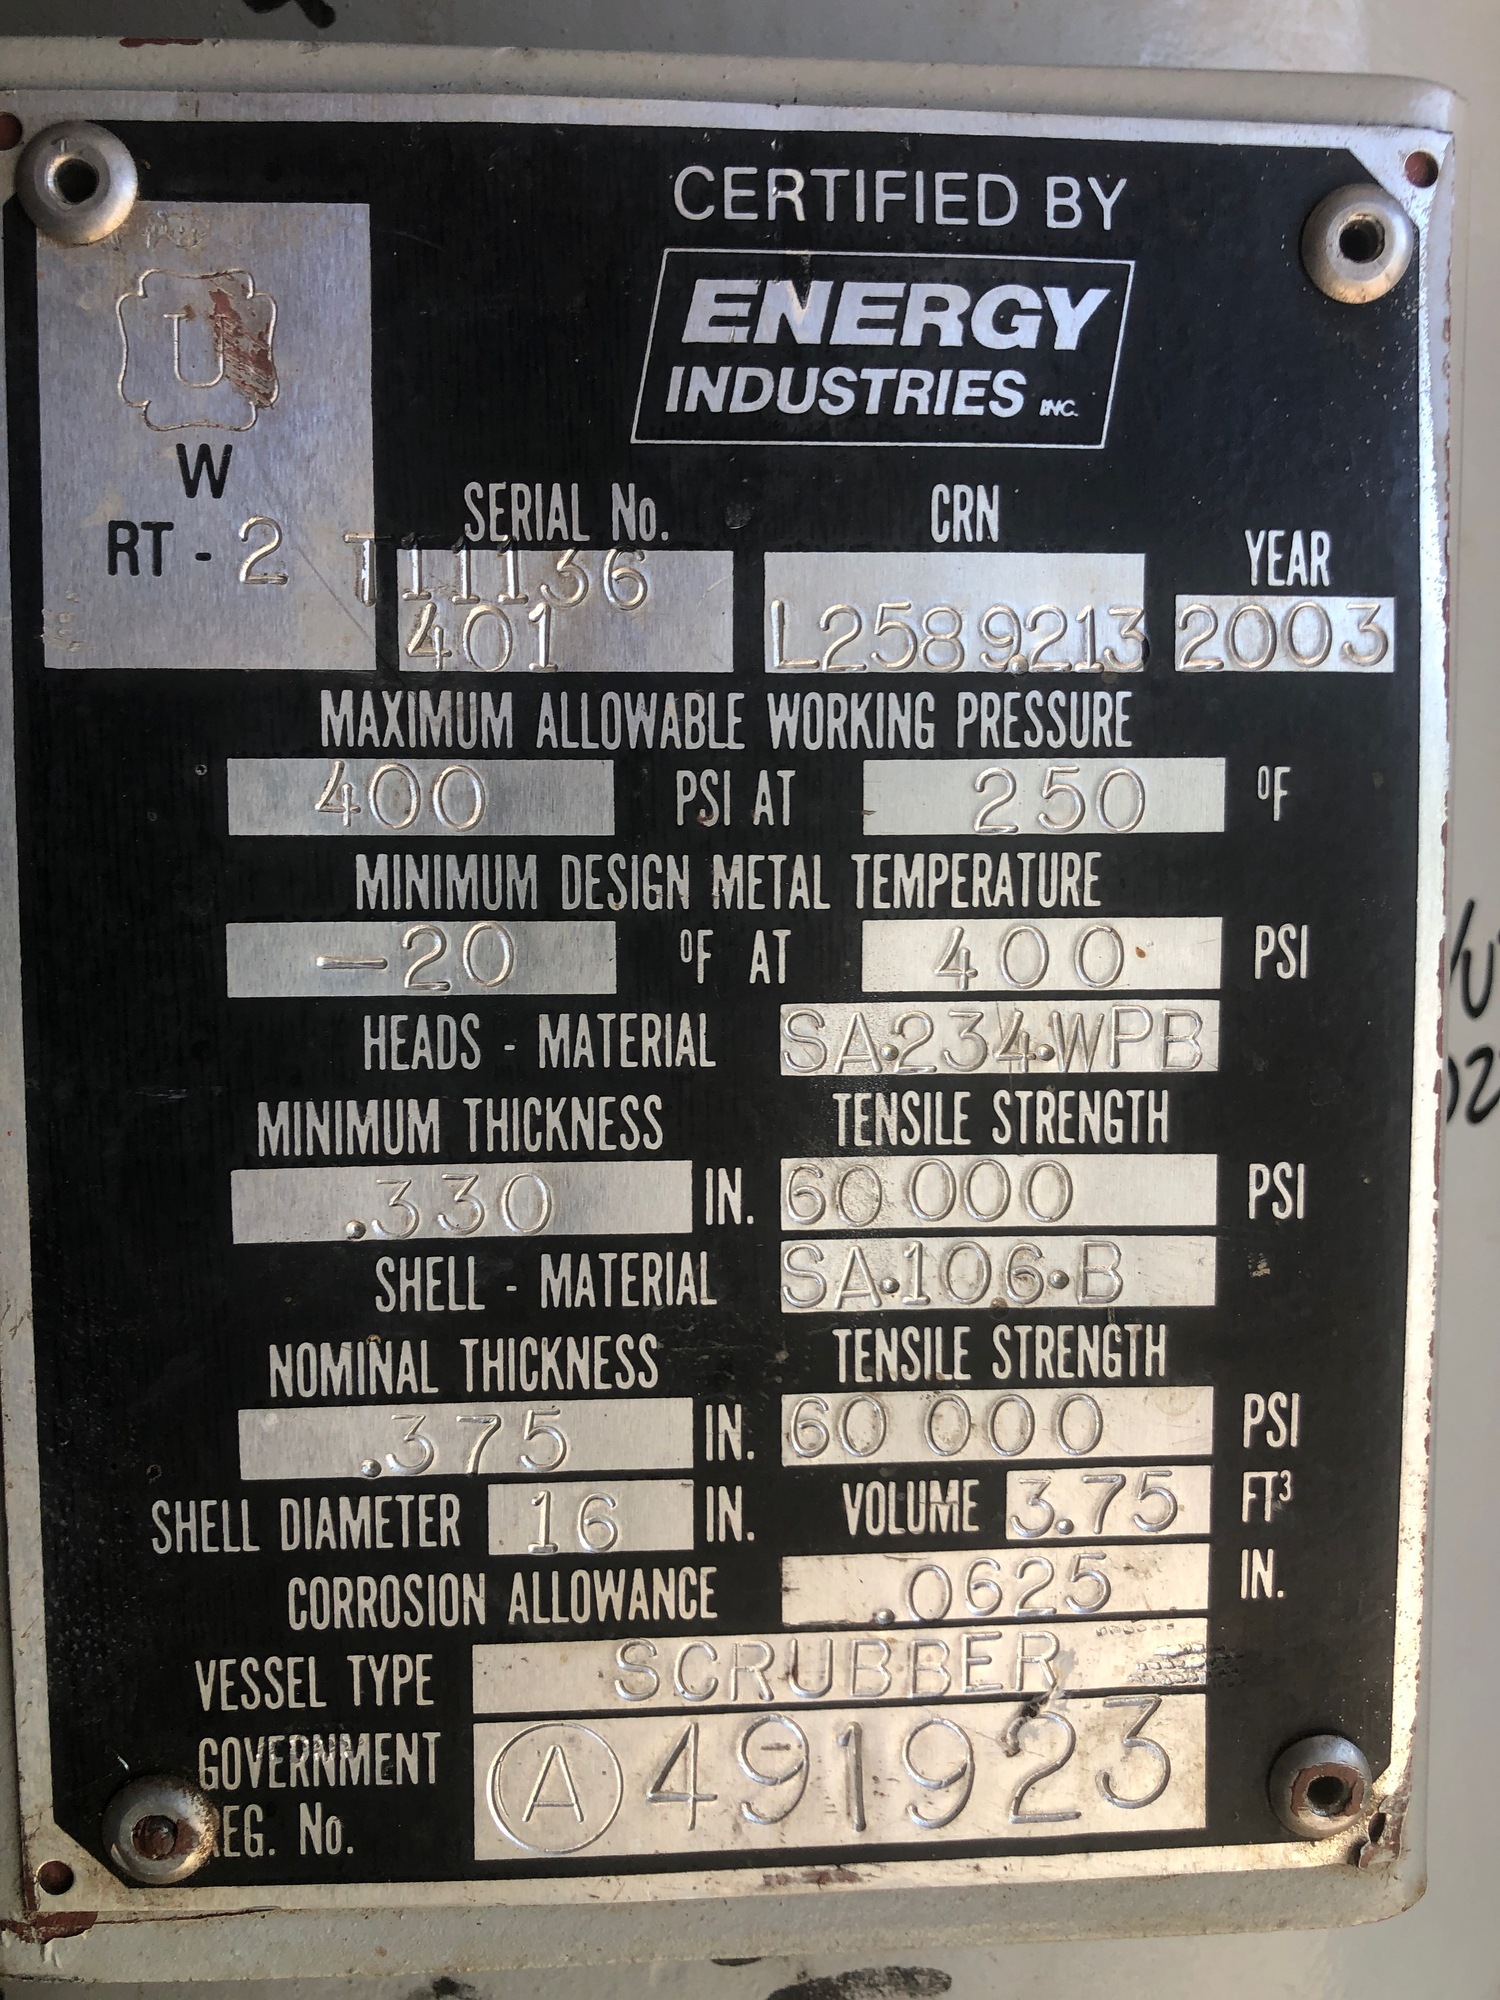 CERTIFIED BY
U
ENERGY
INDUSTRIES INC.
W
RT - 2
SERIAL No.
CRN
YEAR
T11136
401
L2589.213
2003
MAXIMUM ALLOWABLE WORKING PRESSURE
400 PSI AT 250 ºF
MINIMUM DESIGN METAL TEMPERATURE
-20 ºF AT 400 PSI
HEADS - MATERIAL SA.234.WPB
MINIMUM THICKNESS TENSILE STRENGTH
.330 IN. 60 000 PSI
SHELL - MATERIAL SA.106.B
NOMINAL THICKNESS TENSILE STRENGTH
.375 IN. 60 000 PSI
SHELL DIAMETER 16 IN. VOLUME 3.75 FT³
CORROSION ALLOWANCE .0625 IN.
VESSEL TYPE SCRUBBER
GOVERNMENT
EG. No. A 491923